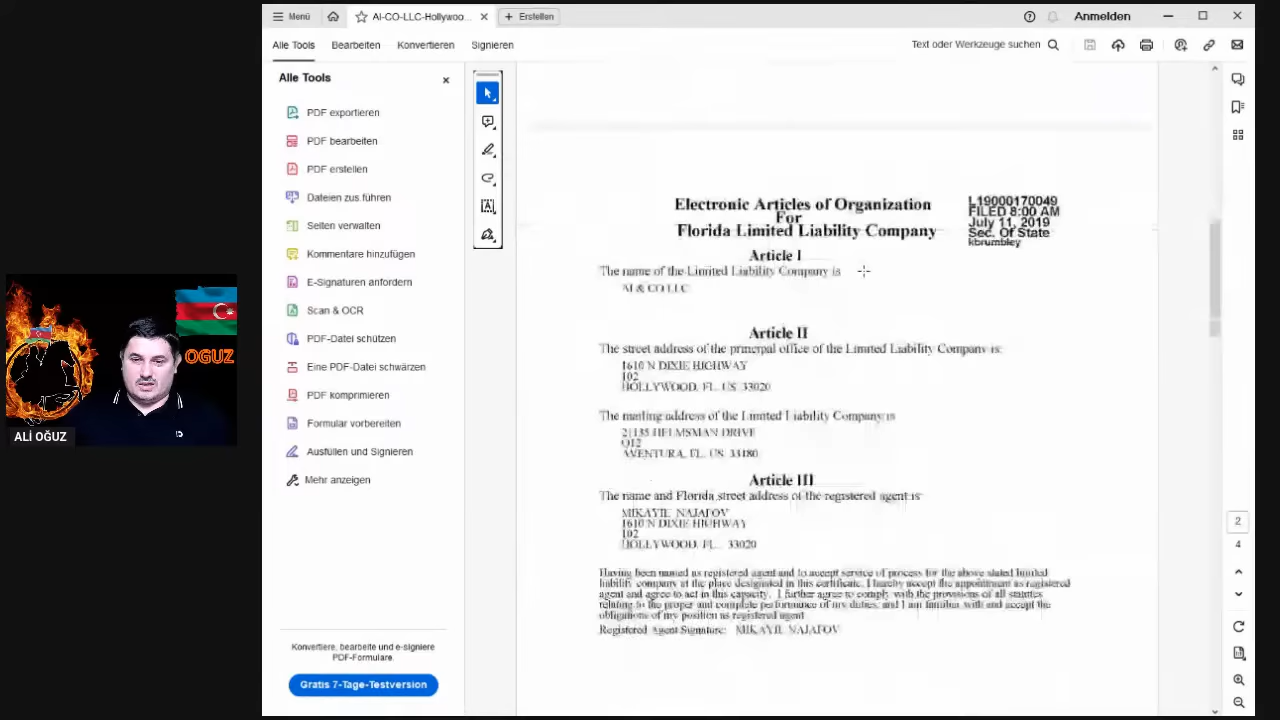 Menü
AI-CO-LLC-Hollywoo...
Erstellen
Anmelden
Alle Tools
Bearbeiten
Konvertieren
Signieren
Text oder Werkzeuge suchen
Alle Tools
PDF exportieren
PDF bearbeiten
PDF erstellen
Dateien zus.führen
Seiten verwalten
Kommentare hinzufügen
E-Signaturen anfordern
Scan & OCR
PDF-Datei schützen
Eine PDF-Datei schwärzen
PDF komprimieren
Formular vorbereiten
Ausfüllen und Signieren
Mehr anzeigen
Konvertiere, bearbeite und e-signiere
PDF-Formulare.
Gratis 7-Tage-Testversion
OGUZ
ALİ OĞUZ
Electronic Articles of Organization
For
Florida Limited Liability Company
L19000170049
FILED 8:00 AM
July 11, 2019
Sec. Of State
kbrumbley
Article I
The name of the Limited Liability Company is
& CO LLC
Article II
The street address of the principal office of the Limited Liability Company is:
1610 N DIXIE HIGHWAY
102
HOLLYWOOD, FL. US 33020
The mailing address of the Limited Liability Company is
21135 HELMSMAN DRIVE
AVENTURA, FL. US 33180
Article III
The name and Florida street address of the registered agent is
MIKAYIL NAJAFOV
1610 N DIXIE HIGHWAY
102
HOLLYWOOD, FL. 33020
Having been named as registered agent and to accept service of process for the above stated limited
liability company at the place designated in this certificate, I hereby accept the appointment as registered
agent and agree to act in this capacity. I further agree to comply with the provisions of all statutes
relating to the proper and complete performance of my duties, and I am familiar with and accept the
obligations of my position as registered agent
Registered Agent Signature: MIKAYIL NAJAFOV
2
4